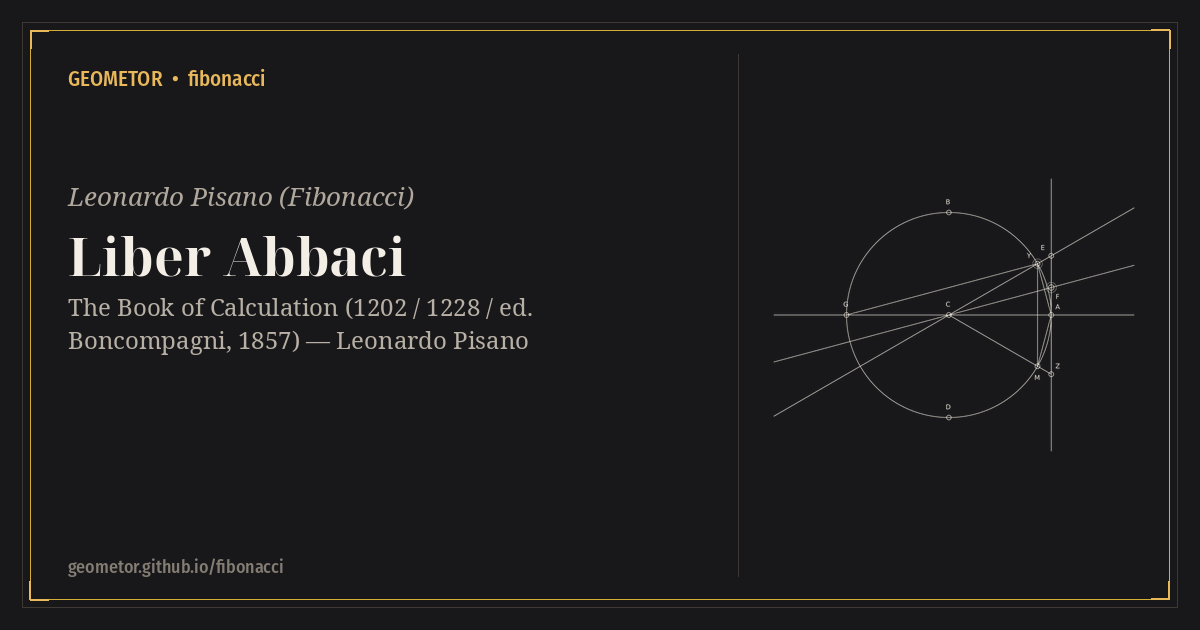 GEOMETOR • fibonacci
Leonardo Pisano (Fibonacci)
Liber Abbaci
The Book of Calculation (1202 / 1228 / ed.
Boncompagni, 1857) — Leonardo Pisano
B
E
Y
G
C
F
A
Z
M
D
geometor.github.io/fibonacci